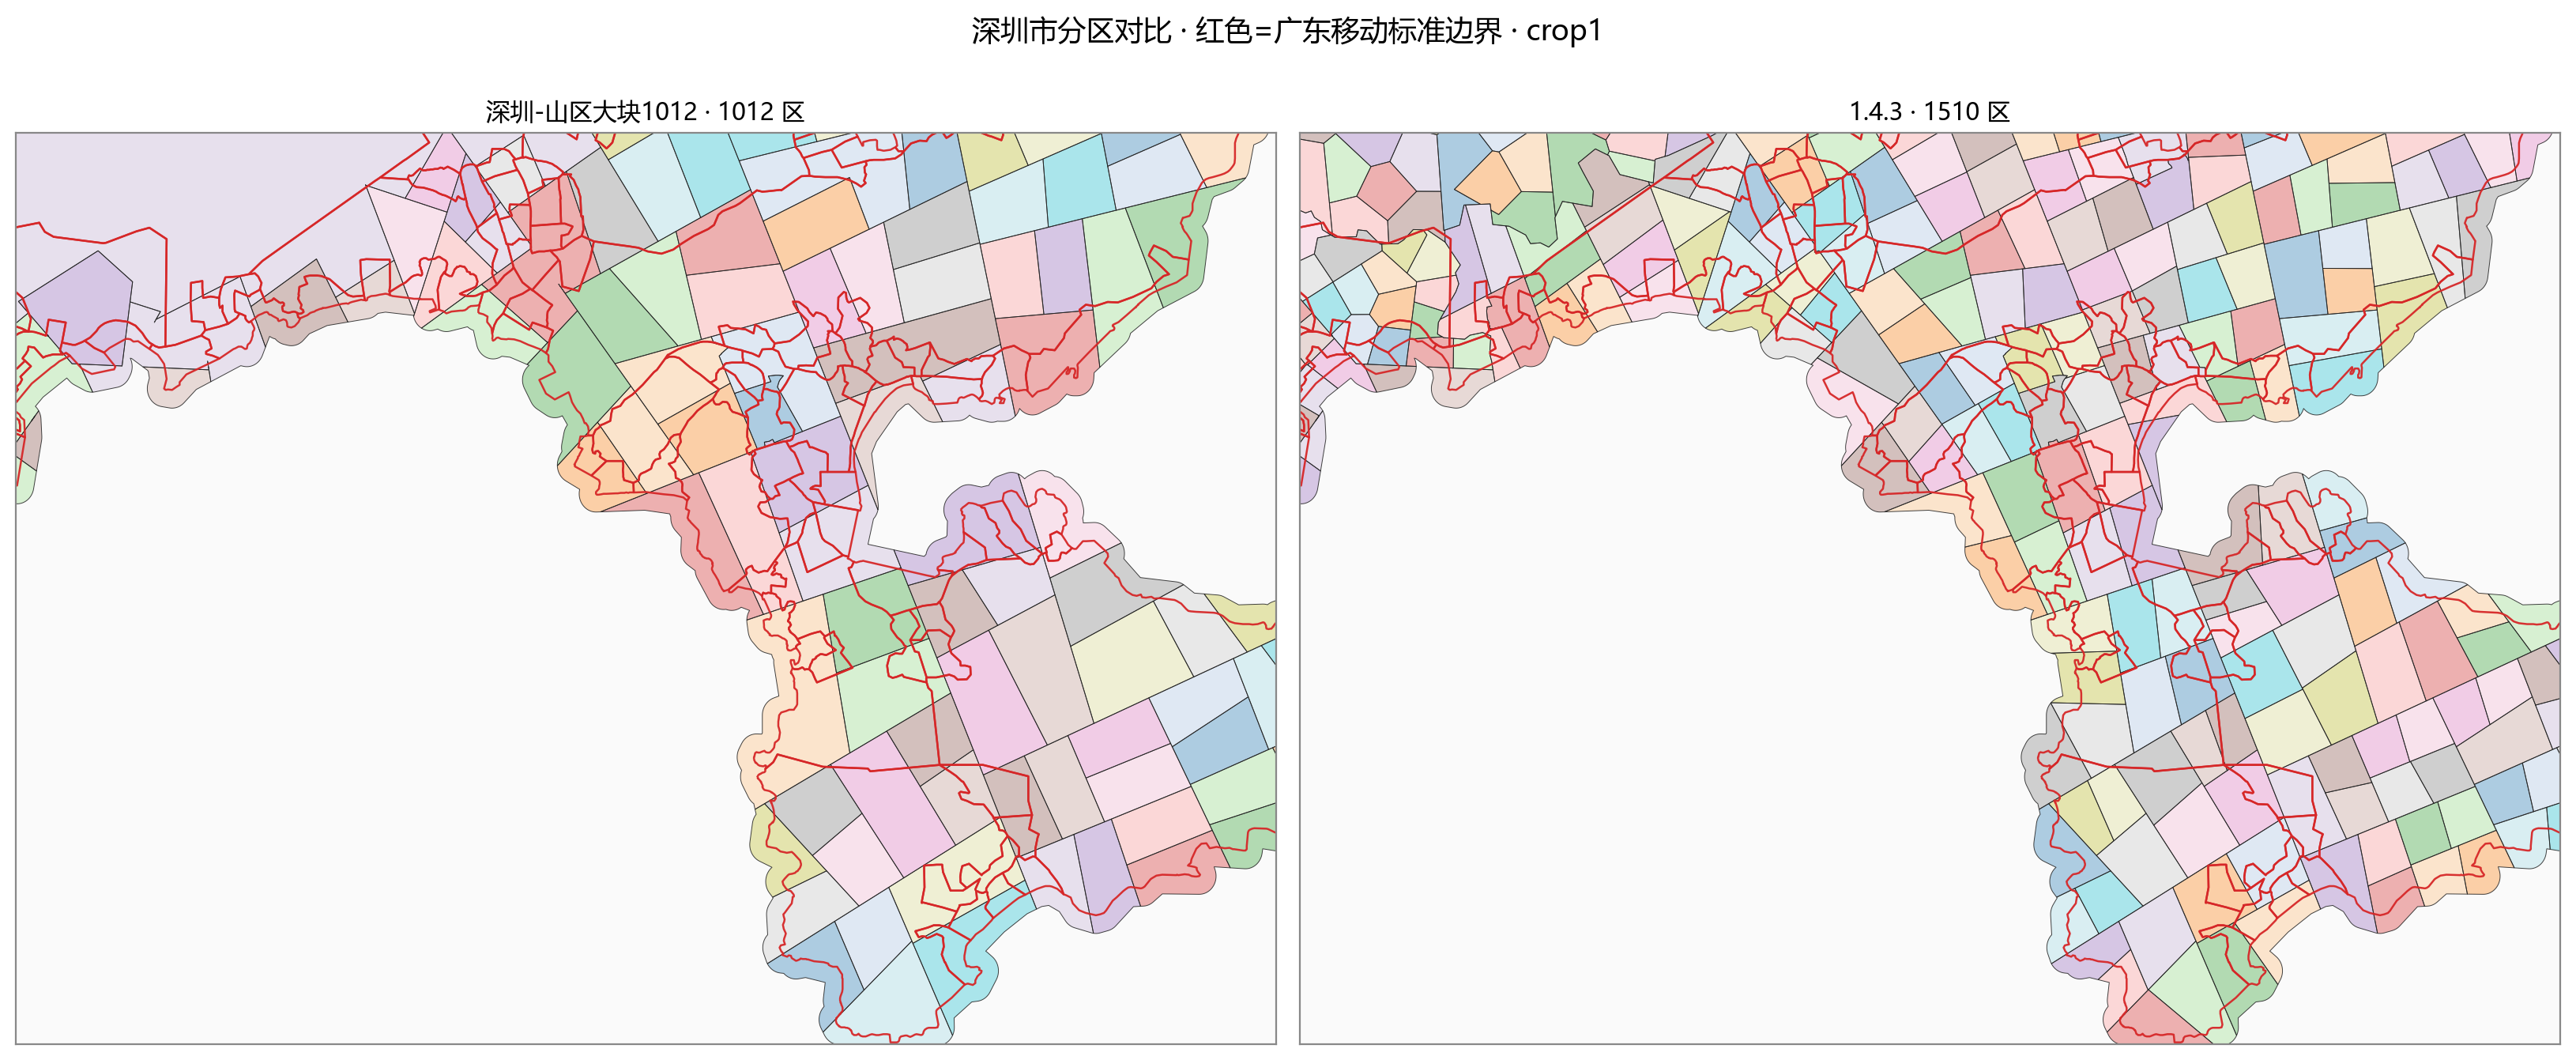 深圳市分区对比 · 红色=广东移动标准边界 · crop1
深圳-山区大块1012 · 1012 区
1.4.3 · 1510 区